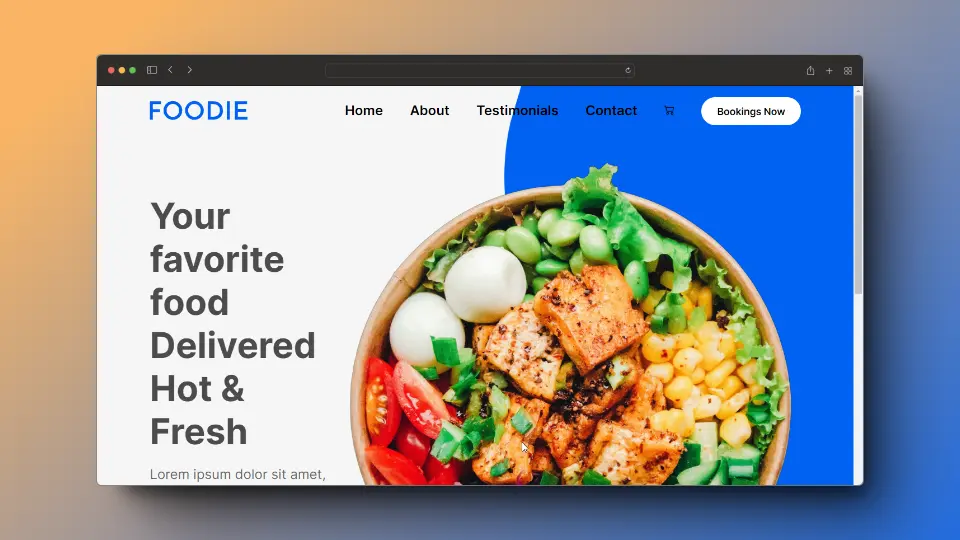 FOODIE Home About Testimonials Contact Bookings Now
Your
favorite
food
Delivered
Hot &
Fresh
Lorem ipsum dolor sit amet,